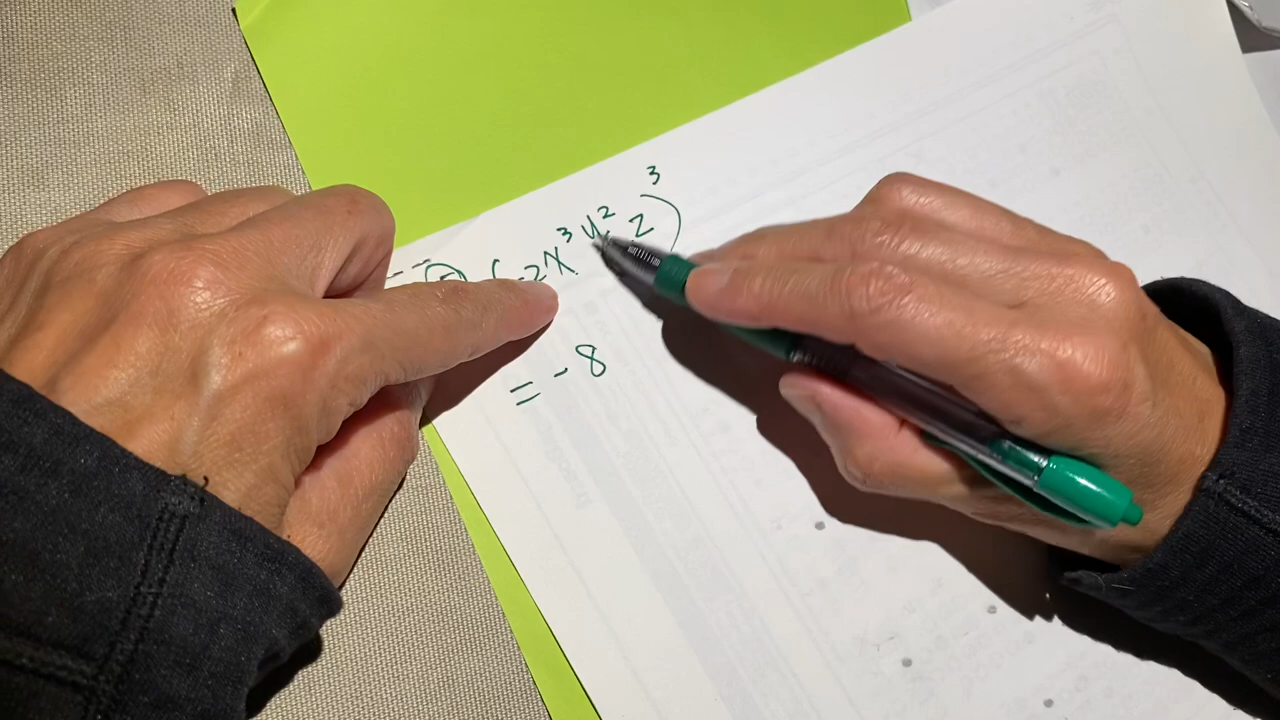 (-2x³y²z)³
= -8